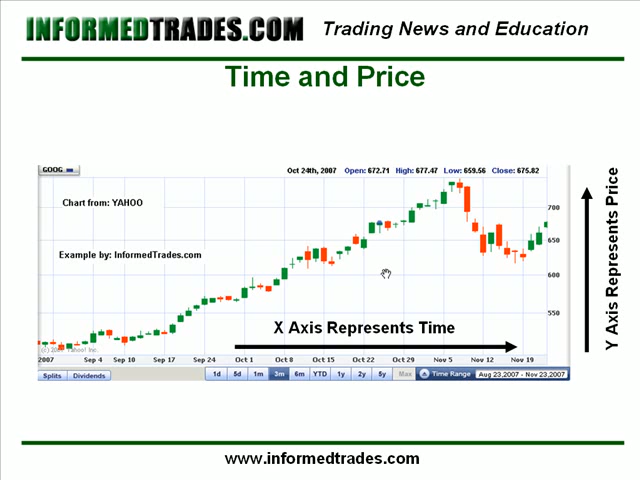 INFORMEDTRADES.COM Trading News and Education
Time and Price
GOOG
Oct 24th, 2007 Open: 672.71 High: 677.47 Low: 659.56 Close: 675.82
Chart from: YAHOO
Example by: InformedTrades.com
700
650
600
550
X Axis Represents Time
Y Axis Represents Price
(c) 2007 Yahoo! Inc.
2007 Sep 4 Sep 10 Sep 17 Sep 24 Oct 1 Oct 8 Oct 15 Oct 22 Oct 29 Nov 5 Nov 12 Nov 19
Splits Dividends 1d 5d 1m 3m 6m YTD 1y 2y 5y Max Time Range Aug 23,2007 - Nov 23,2007
www.informedtrades.com